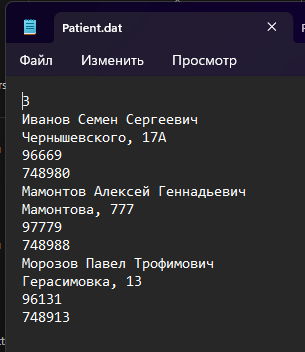 Patient.dat
Файл Изменить Просмотр
3
Иванов Семен Сергеевич
Чернышевского, 17А
96669
748980
Мамонтов Алексей Геннадьевич
Мамонтова, 777
97779
748988
Морозов Павел Трофимович
Герасимовка, 13
96131
748913